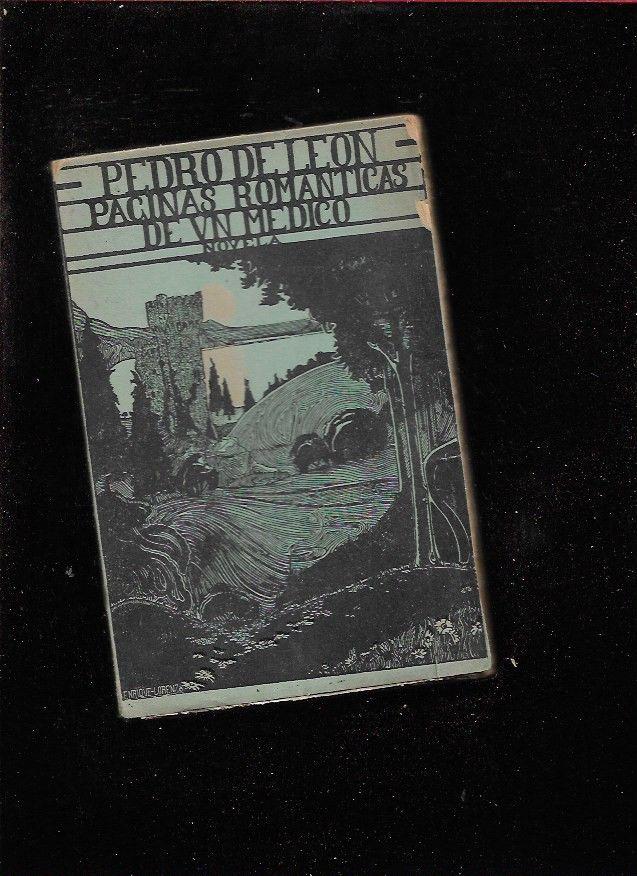 PEDRO DE LEON
PAGINAS ROMANTICAS
DE VN MEDICO
NOVELA
ENRIQUE-LORENZO